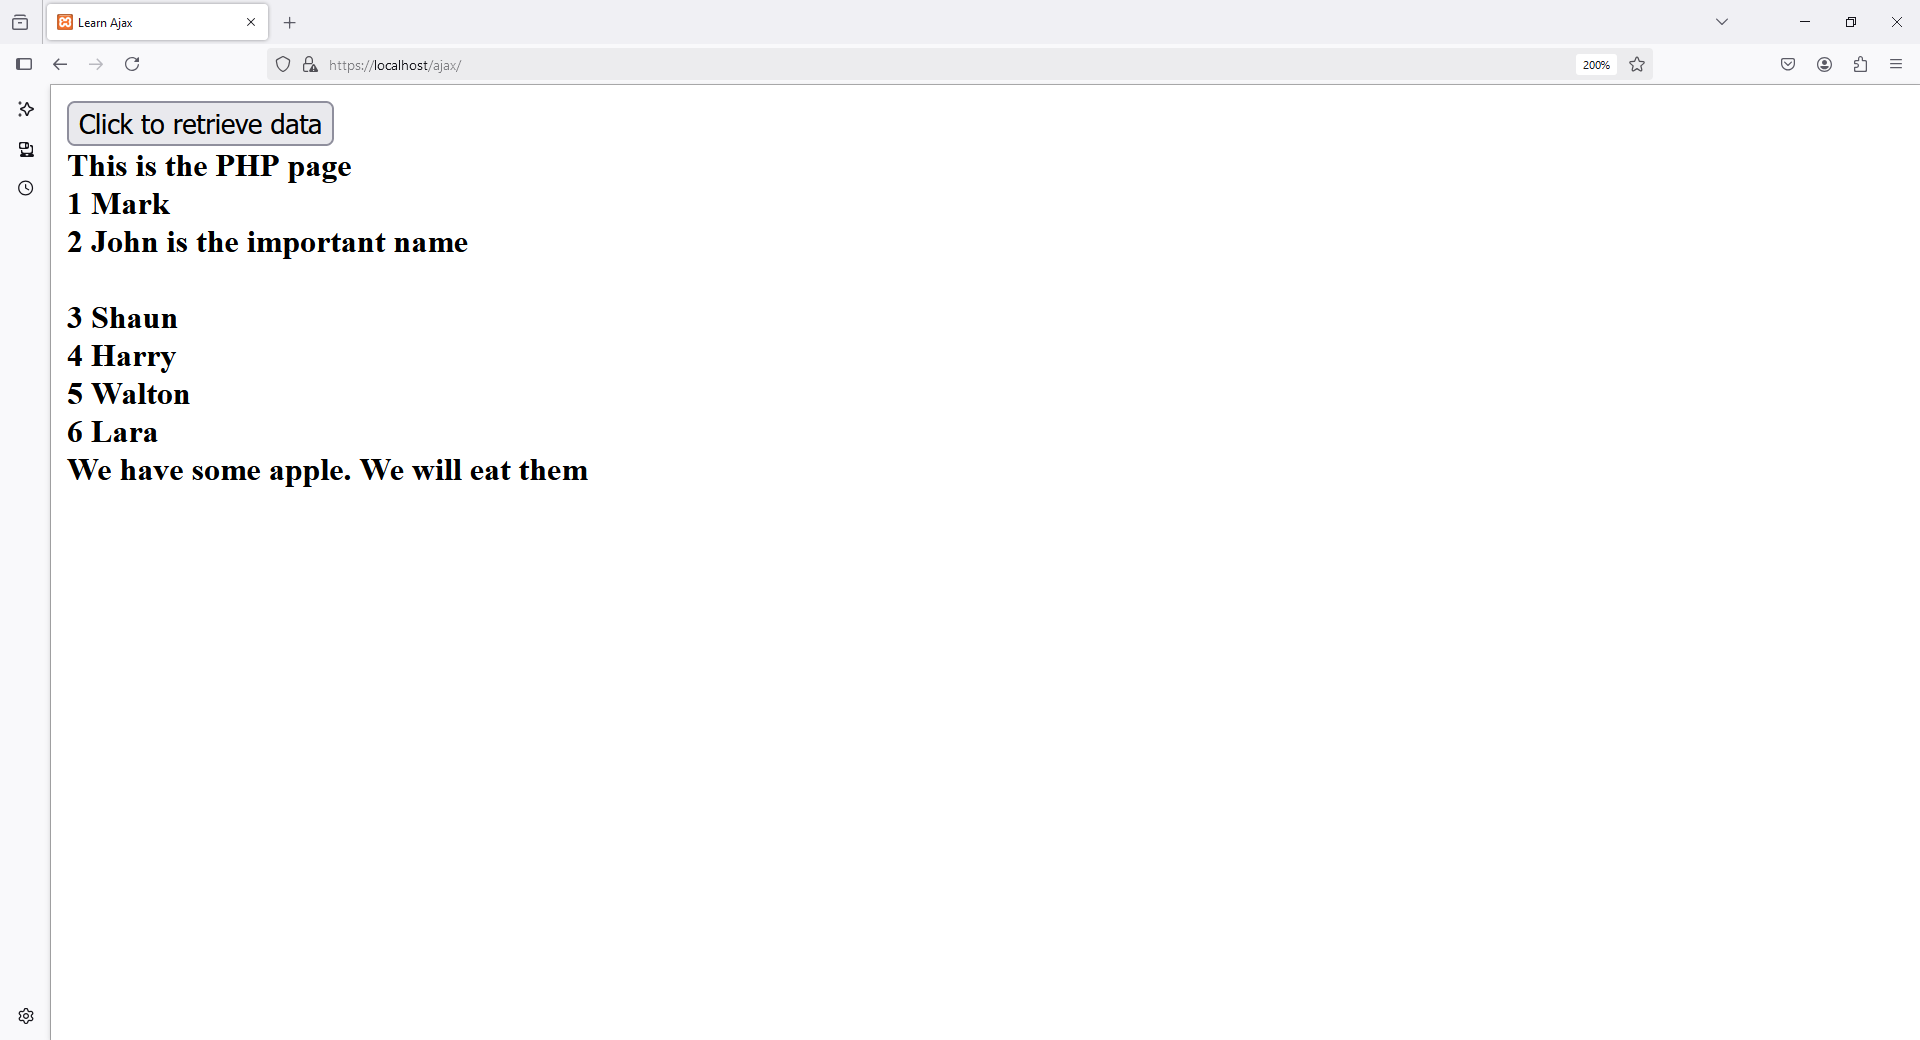 Learn Ajax
https://localhost/ajax/
200%
Click to retrieve data
This is the PHP page
1 Mark
2 John is the important name
3 Shaun
4 Harry
5 Walton
6 Lara
We have some apple. We will eat them